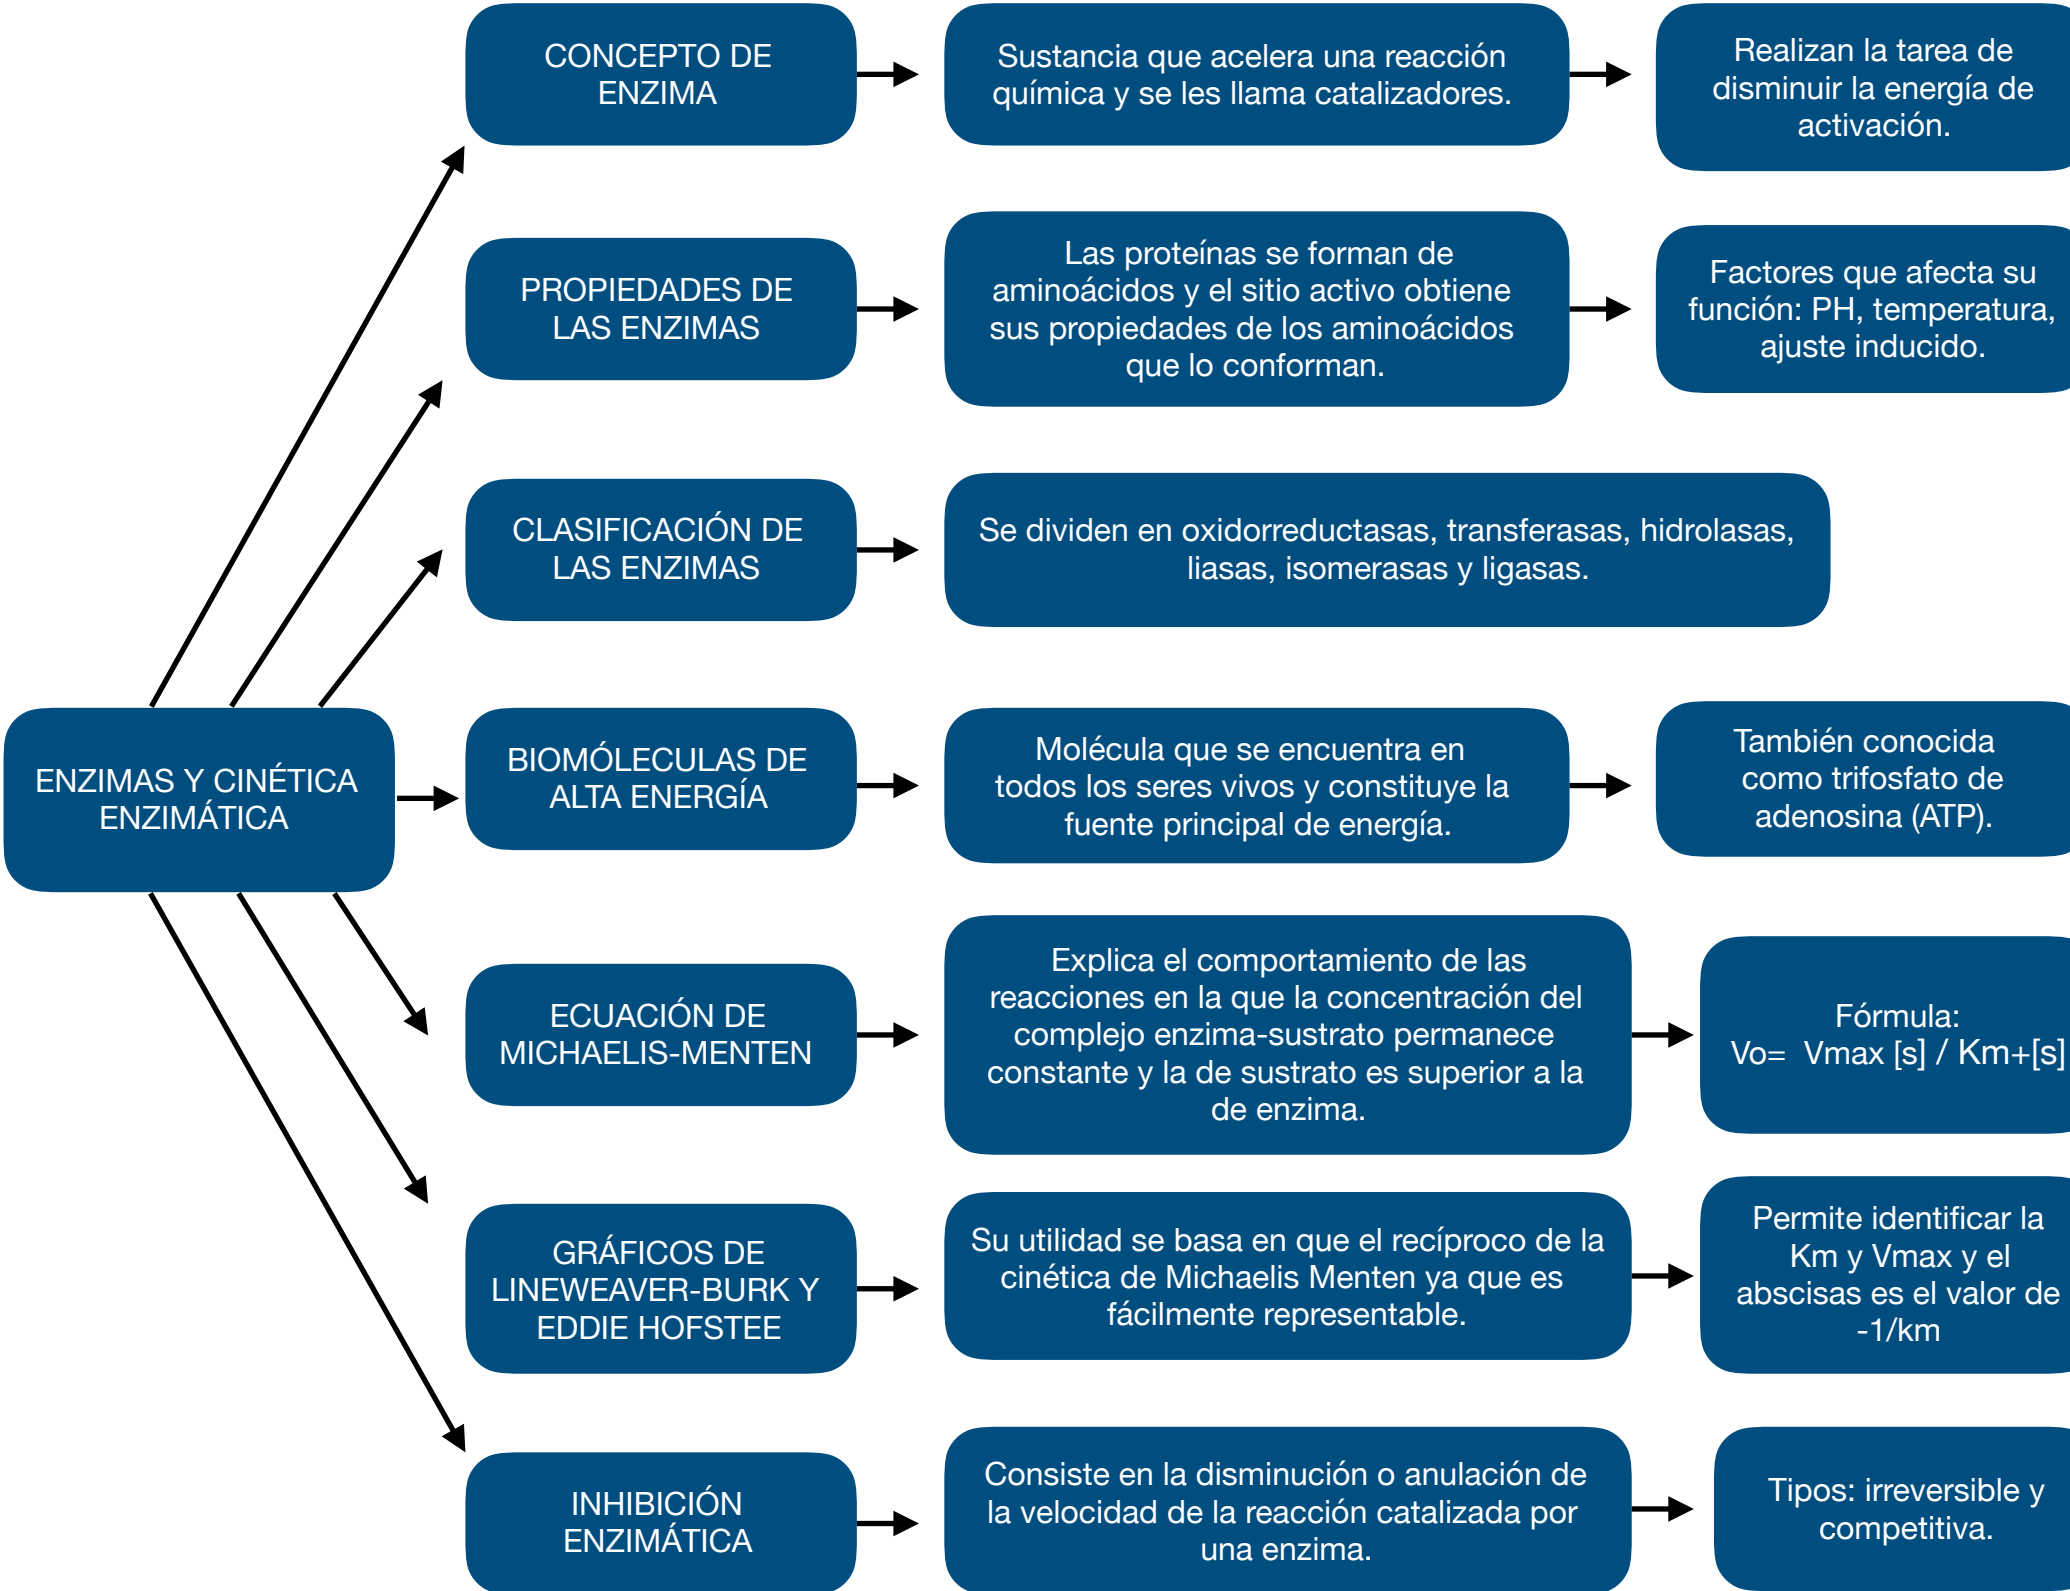 CONCEPTO DE
ENZIMA
Sustancia que acelera una reacción
química y se les llama catalizadores.
Realizan la tarea de
disminuir la energía de
activación.
PROPIEDADES DE
LAS ENZIMAS
Las proteínas se forman de
aminoácidos y el sitio activo obtiene
sus propiedades de los aminoácidos
que lo conforman.
Factores que afecta su
función: PH, temperatura,
ajuste inducido.
CLASIFICACIÓN DE
LAS ENZIMAS
Se dividen en oxidorreductasas, transferasas, hidrolasas,
liasas, isomerasas y ligasas.
ENZIMAS Y CINÉTICA
ENZIMÁTICA
BIOMÓLECULAS DE
ALTA ENERGÍA
Molécula que se encuentra en
todos los seres vivos y constituye la
fuente principal de energía.
También conocida
como trifosfato de
adenosina (ATP).
ECUACIÓN DE
MICHAELIS-MENTEN
Explica el comportamiento de las
reacciones en la que la concentración del
complejo enzima-sustrato permanece
constante y la de sustrato es superior a la
de enzima.
Fórmula:
Vo= Vmax [s] / Km+[s]
GRÁFICOS DE
LINEWEAVER-BURK Y
EDDIE HOFSTEE
Su utilidad se basa en que el recíproco de la
cinética de Michaelis Menten ya que es
fácilmente representable.
Permite identificar la
Km y Vmax y el
abscisas es el valor de
-1/km
INHIBICIÓN
ENZIMÁTICA
Consiste en la disminución o anulación de
la velocidad de la reacción catalizada por
una enzima.
Tipos: irreversible y
competitiva.